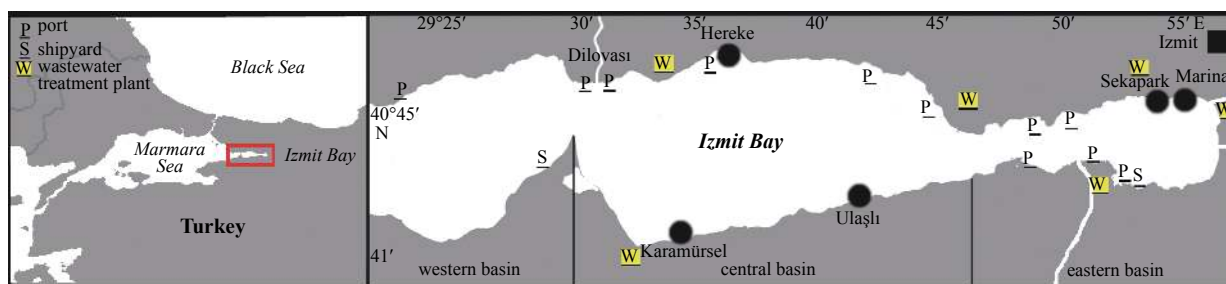 P port
S shipyard
W wastewater
treatment plant
Black Sea
Marmara
Sea
Izmit Bay
Turkey
29°25′ 30′ 35′ 40′ 45′ 50′ 55′ E
40°45′
N
41′
Dilovası
Hereke
Izmit
Sekapark
Marina
Izmit Bay
Karamürsel
Ulaşlı
western basin
central basin
eastern basin
P
P
P
P
P
P
P
P
P
P
P
S
S
W
W
W
W
W
W